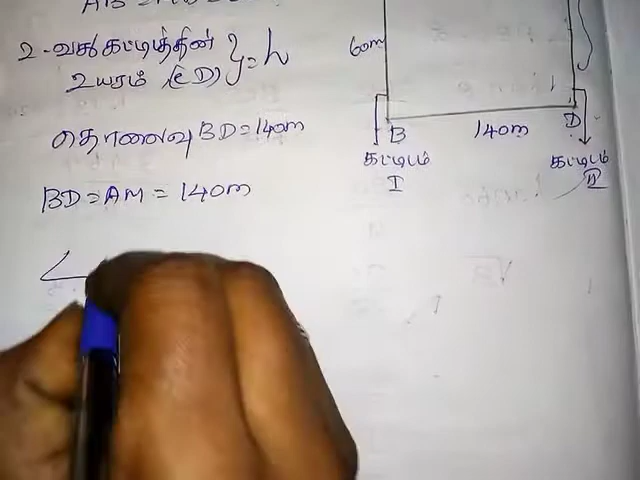 2-வது கட்டிடத்தின்
உயரம் (CD) } = h
தொலைவு BD = 140m
BD = AM = 140m
60m
B
140m
D
கட்டிடம்
I
கட்டிடம்
II